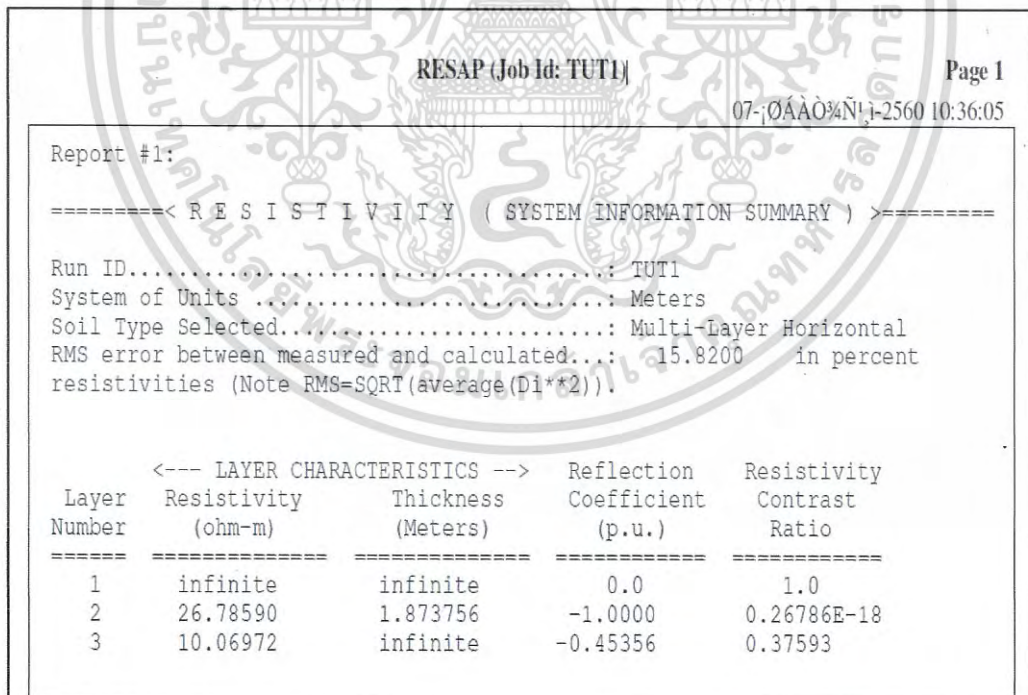 RESAP (Job Id: TUT1)| Page 1
07-¡ØÁÀÒ¾Ñ¹¸ì-2560 10:36:05
Report #1:
=========< R E S I S T I V I T Y ( SYSTEM INFORMATION SUMMARY ) >=========
Run ID.......................................: TUT1
System of Units .............................: Meters
Soil Type Selected...........................: Multi-Layer Horizontal
RMS error between measured and calculated...: 15.8200 in percent
resistivities (Note RMS=SQRT(average(Di**2)).
<--- LAYER CHARACTERISTICS --> Reflection Resistivity
Layer Resistivity Thickness Coefficient Contrast
Number (ohm-m) (Meters) (p.u.) Ratio
====== ============== ============== ============ ============
1 infinite infinite 0.0 1.0
2 26.78590 1.873756 -1.0000 0.26786E-18
3 10.06972 infinite -0.45356 0.37593